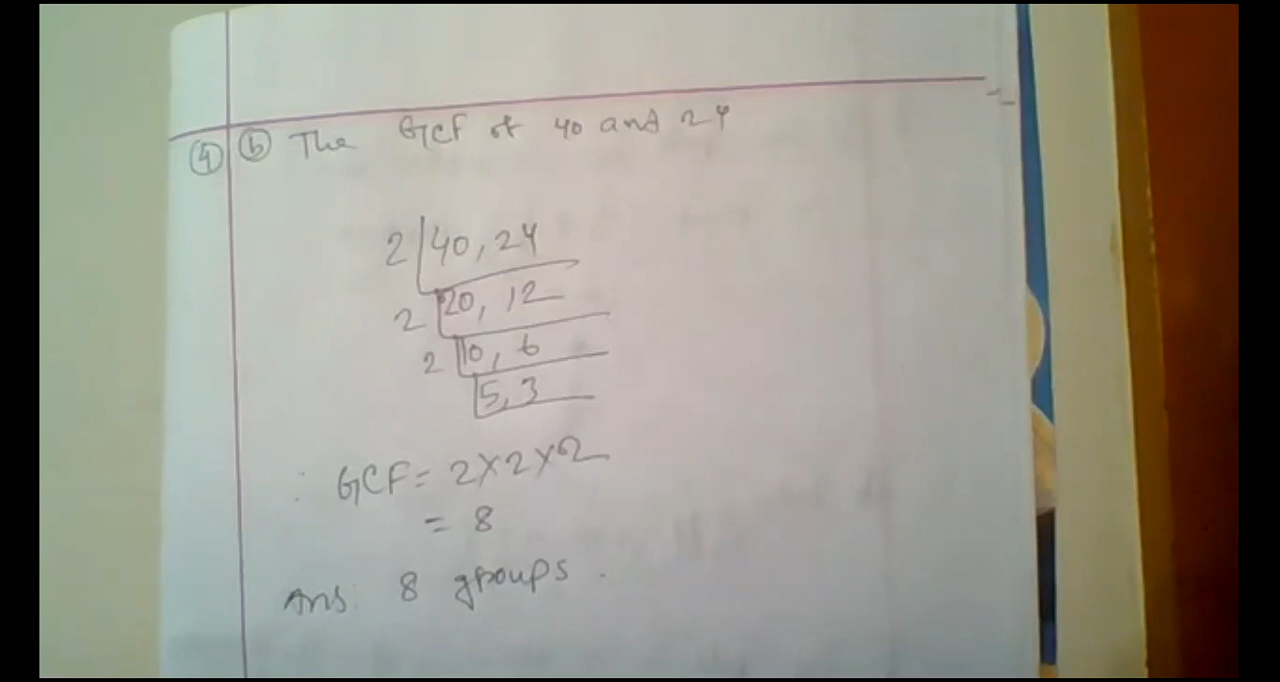 ④ ⓑ The GCF of 40 and 24
2 40, 24
2 20, 12
2 10, 6
5, 3
∴ GCF = 2×2×2
= 8
Ans: 8 groups.